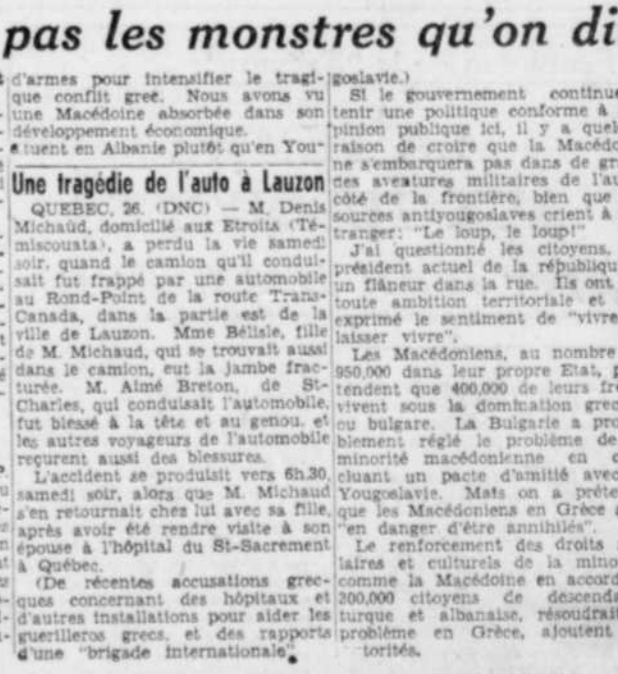 pas les monstres qu'on di
d'armes pour intensifier le tragi-
que conflit grec. Nous avons vu
une Macédoine absorbée dans son
développement économique.
tuent en Albanie plutôt qu'en You-
Une tragédie de l'auto à Lauzon
QUEBEC, 26. (DNC) — M. Denis
Michaud, domicilié aux Etroits (Té-
miscouata), a perdu la vie samedi
soir, quand le camion qu'il condui-
sait fut frappé par une automobile
au Rond-Point de la route Trans-
Canada, dans la partie est de la
ville de Lauzon. Mme Bélisle, fille
de M. Michaud, qui se trouvait aussi
dans le camion, eut la jambe frac-
turée. M. Aimé Breton, de St-
Charles, qui conduisait l'automobile,
fut blessé à la tête et au genou, et
les autres voyageurs de l'automobile
reçurent aussi des blessures.
L'accident se produisit vers 6h.30,
samedi soir, alors que M. Michaud
s'en retournait chez lui avec sa fille,
après avoir été rendre visite à son
épouse à l'hôpital du St-Sacrement
à Québec.
(De récentes accusations grec-
ques concernant des hôpitaux et
d'autres installations pour aider les
guerilleros grecs, et des rapports
d'une "brigade internationale"
goslavie.)
Si le gouvernement continue
tenir une politique conforme à
pinion publique ici, il y a quel
raison de croire que la Macédo
ne s'embarquera pas dans de gr
des aventures militaires de l'au
côté de la frontière, bien que
sources antiyougoslaves crient à
tranger: "Le loup, le loup!"
J'ai questionné les citoyens,
président actuel de la républiqu
un flâneur dans la rue. Ils ont
toute ambition territoriale et
exprimé le sentiment de "vivre
laisser vivre".
Les Macédoniens, au nombre
950,000 dans leur propre Etat, p
tendent que 400,000 de leurs fr
vivent sous la domination grec
ou bulgare. La Bulgarie a pro
blement réglé le problème de
minorité macédonienne en c
cluant un pacte d'amitié avec
Yougoslavie. Mais on a préte
que les Macédoniens en Grèce
"en danger d'être annihilés".
Le renforcement des droits
laires et culturels de la mino
comme la Macédoine en accord
200,000 citoyens de descenda
turque et albanaise, résoudrait
problème en Grèce, ajoutent
torités.